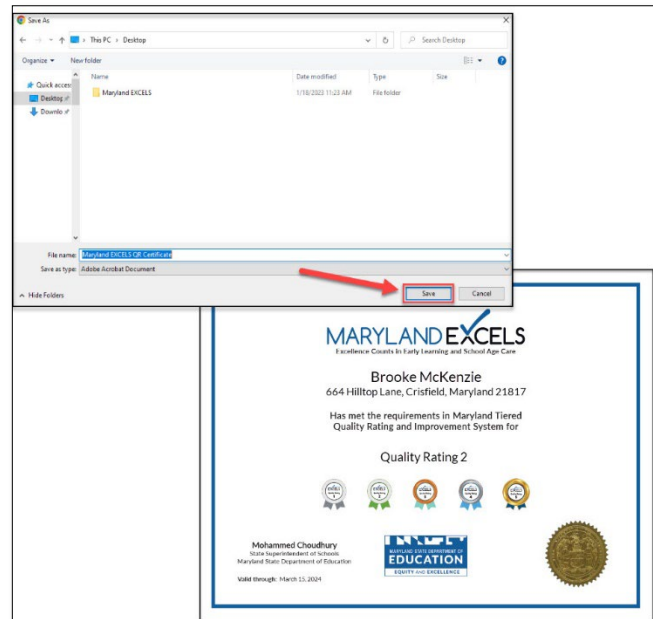 Save As
This PC › Desktop
Search Desktop
Organize
New folder
Name
Date modified
Type
Size
Quick access
Desktop
Downlo
Maryland EXCELS
1/18/2023 11:23 AM
File folder
File name: Maryland EXCELS QR Certificate
Save as type: Adobe Acrobat Document
Hide Folders
Save
Cancel
MARYLAND EXCELS
Excellence Counts in Early Learning and School Age Care
Brooke McKenzie
664 Hilltop Lane, Crisfield, Maryland 21817
Has met the requirements in Maryland Tiered
Quality Rating and Improvement System for
Quality Rating 2
Mohammed Choudhury
State Superintendent of Schools
Maryland State Department of Education
Valid through: March 15, 2024
MARYLAND STATE DEPARTMENT OF
EDUCATION
EQUITY AND EXCELLENCE